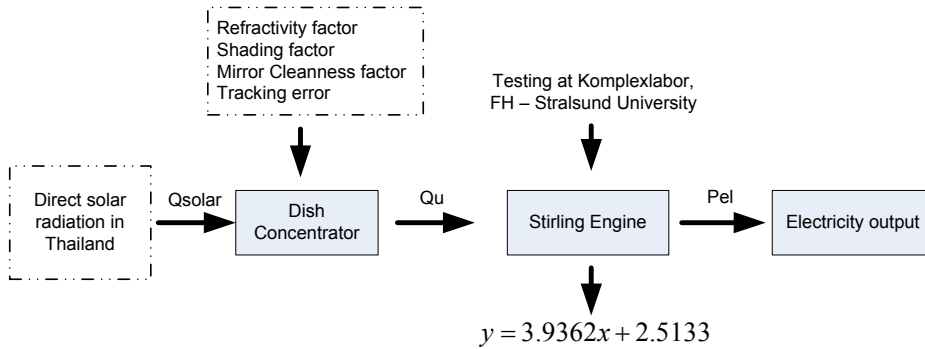 Refractivity factor
Shading factor
Mirror Cleanness factor
Tracking error
Testing at Komplexlabor,
FH – Stralsund University
Direct solar
radiation in
Thailand
Qsolar
Dish
Concentrator
Qu
Stirling Engine
Pel
Electricity output
y = 3.9362x + 2.5133